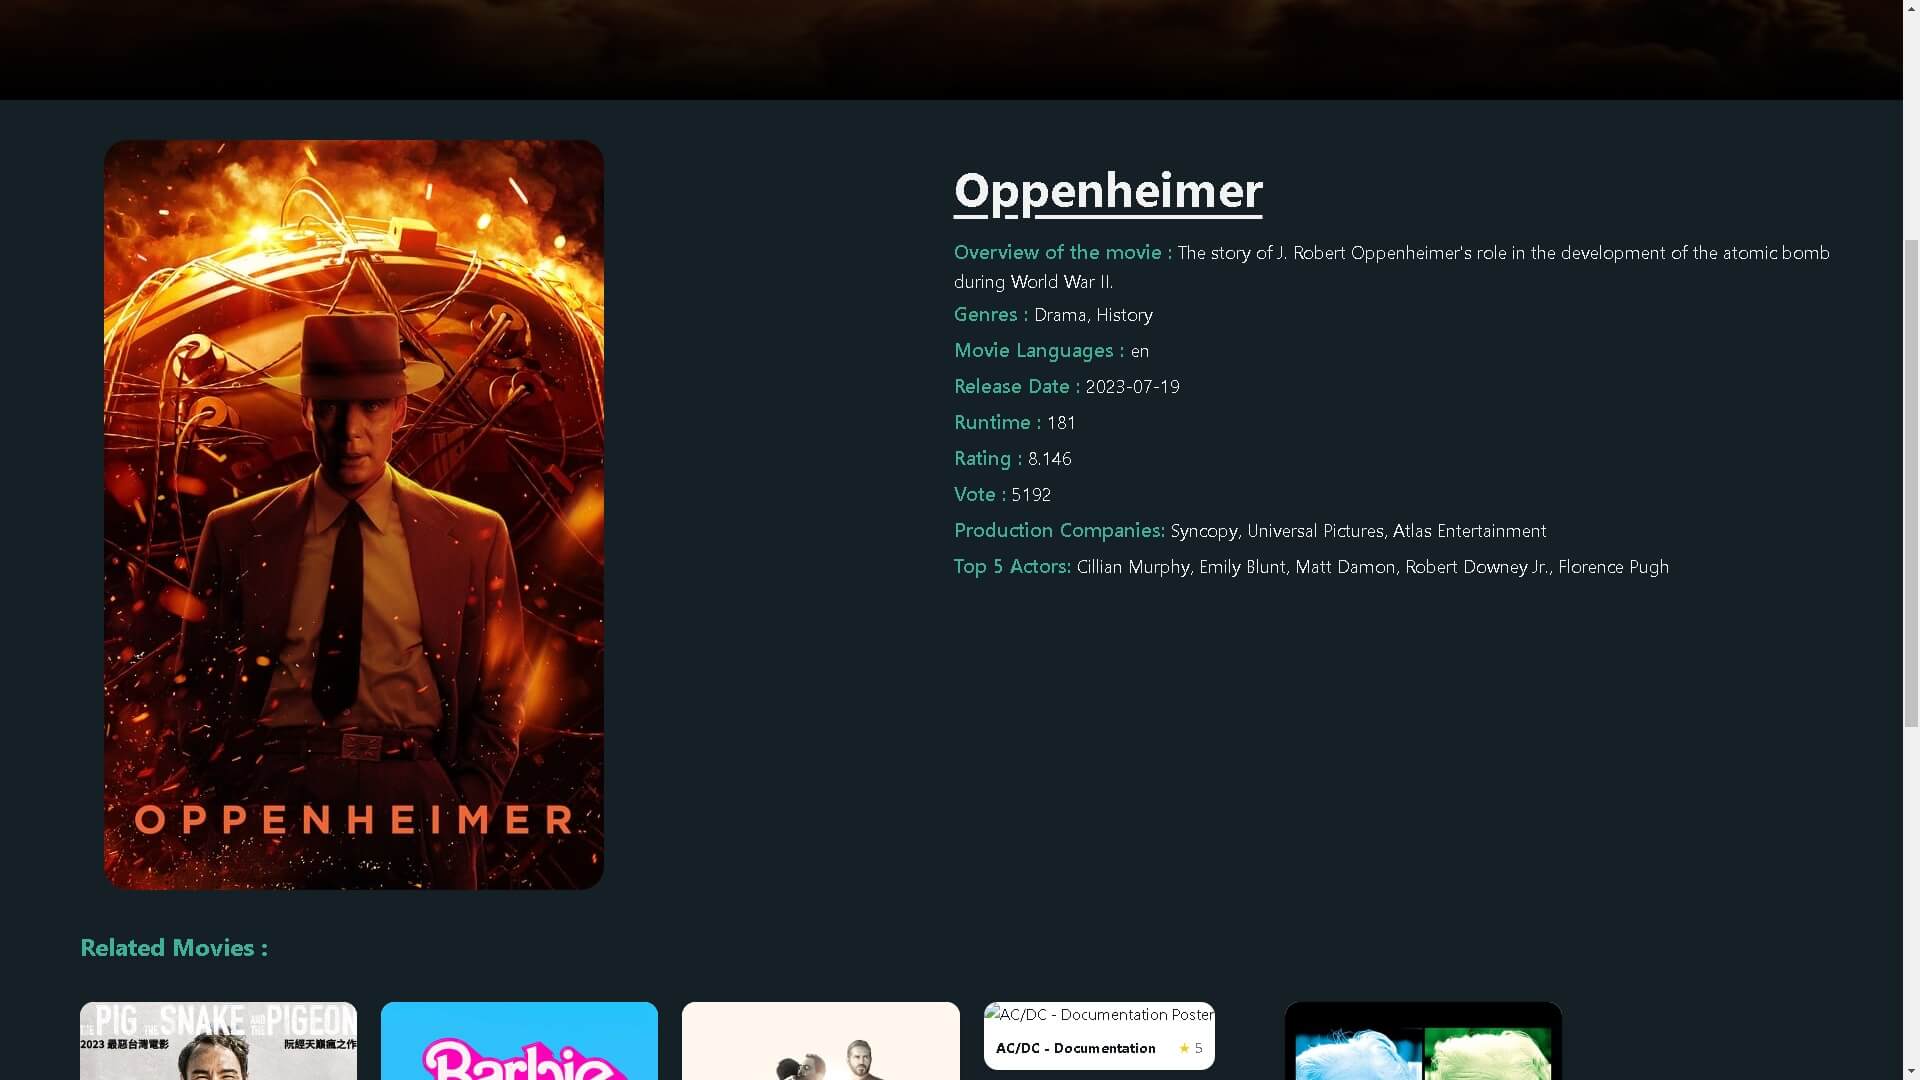 Oppenheimer
Overview of the movie : The story of J. Robert Oppenheimer's role in the development of the atomic bomb
during World War II.
Genres : Drama, History
Movie Languages : en
Release Date : 2023-07-19
Runtime : 181
Rating : 8.146
Vote : 5192
Production Companies: Syncopy, Universal Pictures, Atlas Entertainment
Top 5 Actors: Cillian Murphy, Emily Blunt, Matt Damon, Robert Downey Jr., Florence Pugh
OPPENHEIMER
Related Movies :
THE PIG THE SNAKE AND THE PIGEON
2023 最惡台灣電影
阮經天巔瘋之作
Barbie
AC/DC - Documentation Poster
AC/DC - Documentation ★ 5